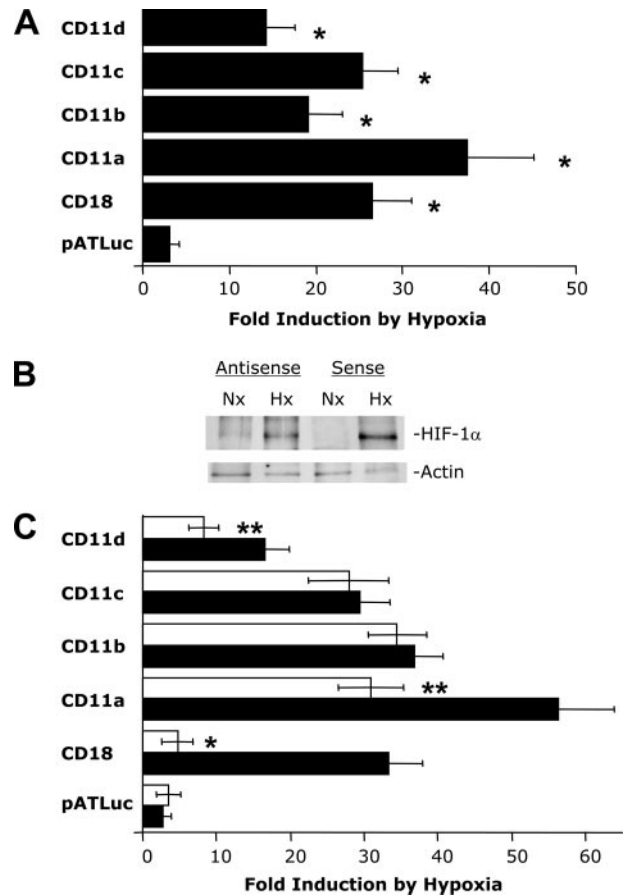 A
CD11d *
CD11c *
CD11b *
CD11a *
CD18 *
pATLuc
0 10 20 30 40 50
Fold Induction by Hypoxia
B
Antisense Sense
Nx Hx Nx Hx
-HIF-1α
-Actin
C
CD11d **
CD11c
CD11b
CD11a **
CD18 *
pATLuc
0 10 20 30 40 50 60
Fold Induction by Hypoxia